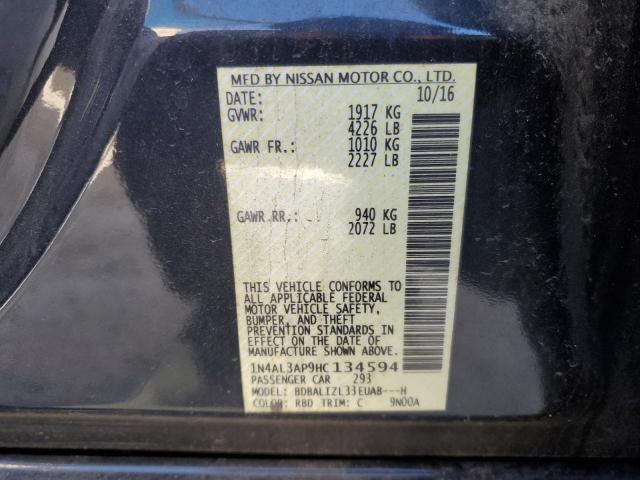 MFD BY NISSAN MOTOR CO., LTD.
DATE: 10/16
GVWR: 1917 KG
4226 LB
GAWR FR.: 1010 KG
2227 LB
GAWR RR.: 940 KG
2072 LB
THIS VEHICLE CONFORMS TO
ALL APPLICABLE FEDERAL
MOTOR VEHICLE SAFETY,
BUMPER, AND THEFT
PREVENTION STANDARDS IN
EFFECT ON THE DATE OF
MANUFACTURE SHOWN ABOVE.
1N4AL3AP9HC134594
PASSENGER CAR 293
MODEL: BDBALIZL33EUAB---H
COLOR: RBD TRIM: C 9N00A